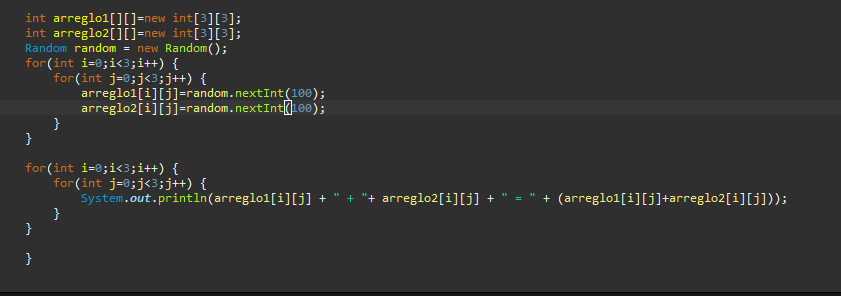 int arreglo1[][]=new int[3][3];
int arreglo2[][]=new int[3][3];
Random random = new Random();
for(int i=0;i<3;i++) {
for(int j=0;j<3;j++) {
arreglo1[i][j]=random.nextInt(100);
arreglo2[i][j]=random.nextInt(100);
}
}
for(int i=0;i<3;i++) {
for(int j=0;j<3;j++) {
System.out.println(arreglo1[i][j] + " + "+ arreglo2[i][j] + " = " + (arreglo1[i][j]+arreglo2[i][j]));
}
}
}